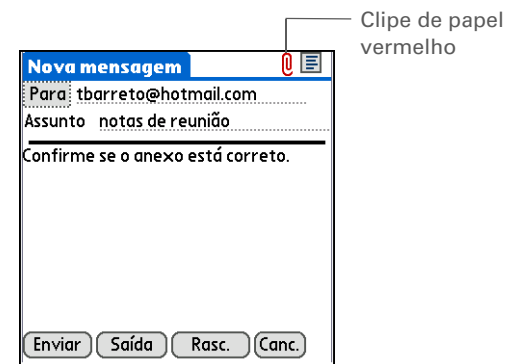 Clipe de papel
vermelho
Nova mensagem
Para tbarreto@hotmail.com
Assunto notas de reunião
Confirme se o anexo está correto.
Enviar Saída Rasc. Canc.